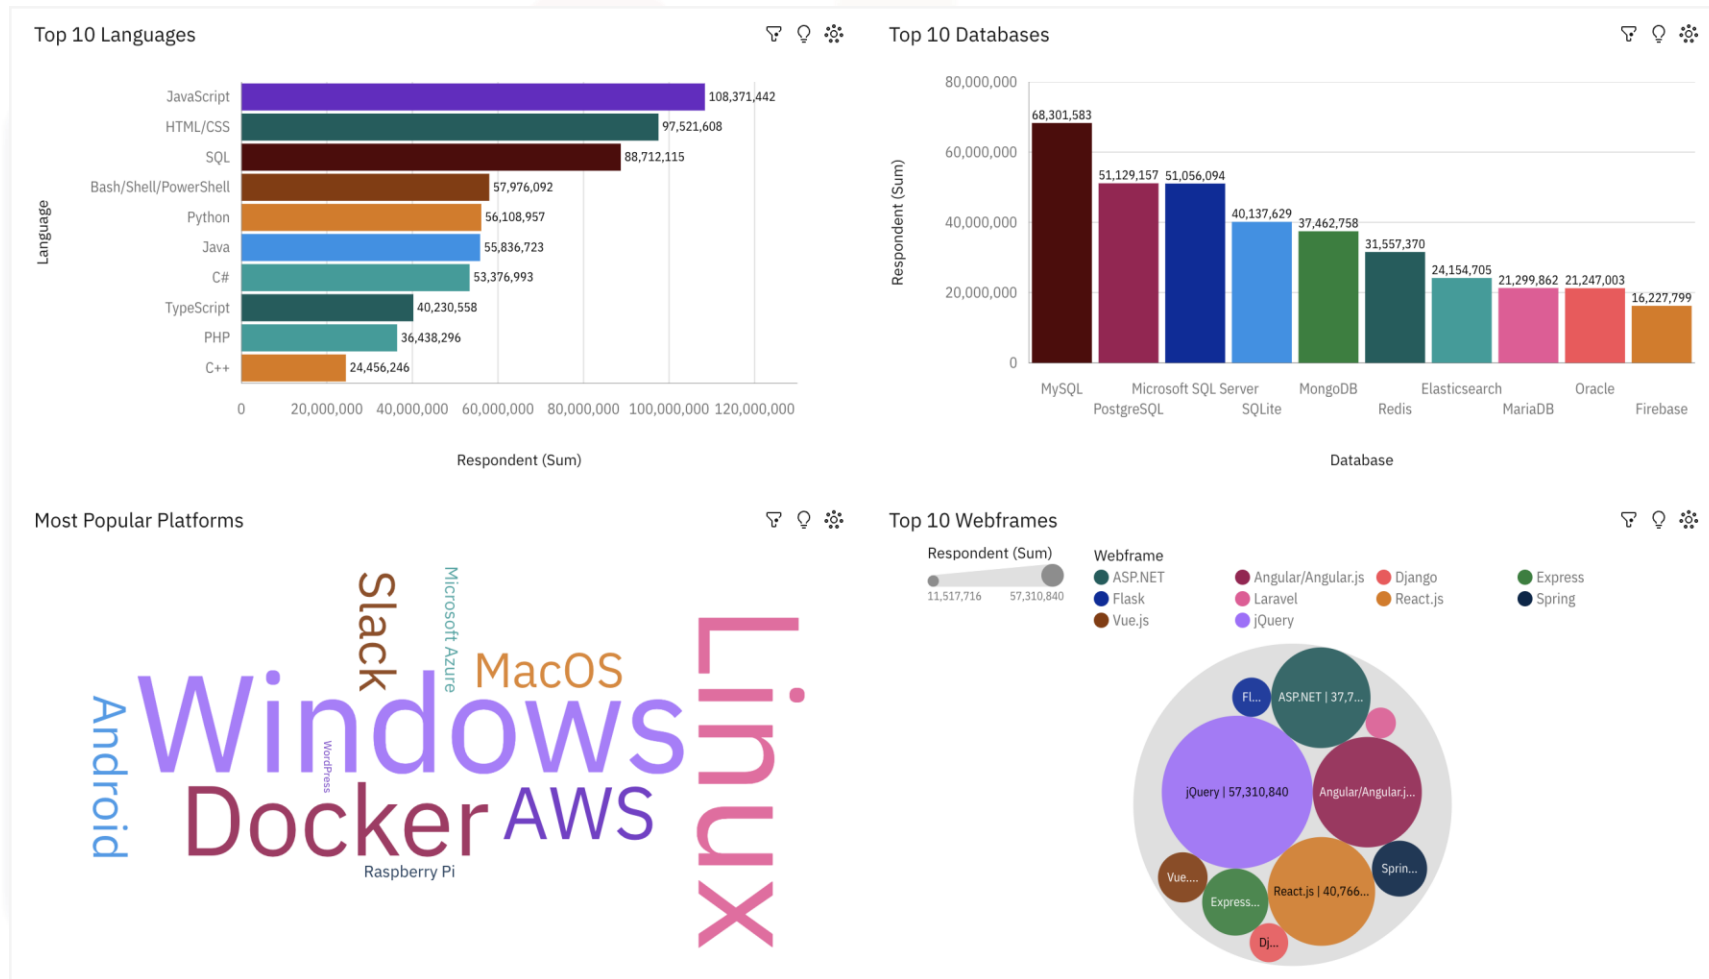 Top 10 Languages
Language
JavaScript 108,371,442
HTML/CSS 97,521,608
SQL 88,712,115
Bash/Shell/PowerShell 57,976,092
Python 56,108,957
Java 55,836,723
C# 53,376,993
TypeScript 40,230,558
PHP 36,438,296
C++ 24,456,246
0 20,000,000 40,000,000 60,000,000 80,000,000 100,000,000 120,000,000
Respondent (Sum)
Top 10 Databases
Respondent (Sum)
80,000,000
60,000,000
40,000,000
20,000,000
0
68,301,583
51,129,157 51,056,094
40,137,629
37,462,758
31,557,370
24,154,705
21,299,862 21,247,003
16,227,799
MySQL Microsoft SQL Server MongoDB Elasticsearch Oracle
PostgreSQL SQLite Redis MariaDB Firebase
Database
Most Popular Platforms
Slack
Microsoft Azure
MacOS
Linux
Android
Windows
WordPress
Docker
AWS
Raspberry Pi
Top 10 Webframes
Respondent (Sum)
11,517,716 57,310,840
Webframe
ASP.NET Angular/Angular.js Django Express
Flask Laravel React.js Spring
Vue.js jQuery
Fl... ASP.NET | 37,7...
jQuery | 57,310,840 Angular/Angular.j...
Vue.... Sprin...
Express... React.js | 40,766...
Dj...